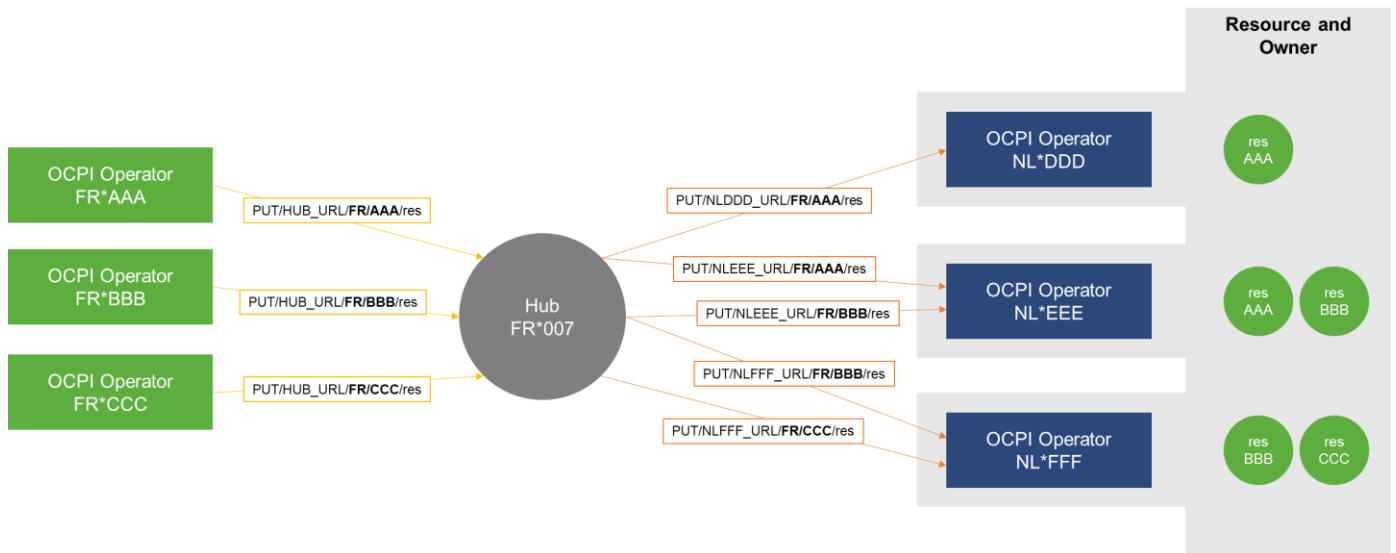 Resource and
Owner
OCPI Operator
FR*AAA
PUT/HUB_URL/FR/AAA/res
OCPI Operator
FR*BBB
PUT/HUB_URL/FR/BBB/res
OCPI Operator
FR*CCC
PUT/HUB_URL/FR/CCC/res
Hub
FR*007
PUT/NLDDD_URL/FR/AAA/res
PUT/NLEEE_URL/FR/AAA/res
PUT/NLEEE_URL/FR/BBB/res
PUT/NLFFF_URL/FR/BBB/res
PUT/NLFFF_URL/FR/CCC/res
OCPI Operator
NL*DDD
res
AAA
OCPI Operator
NL*EEE
res
AAA
res
BBB
OCPI Operator
NL*FFF
res
BBB
res
CCC